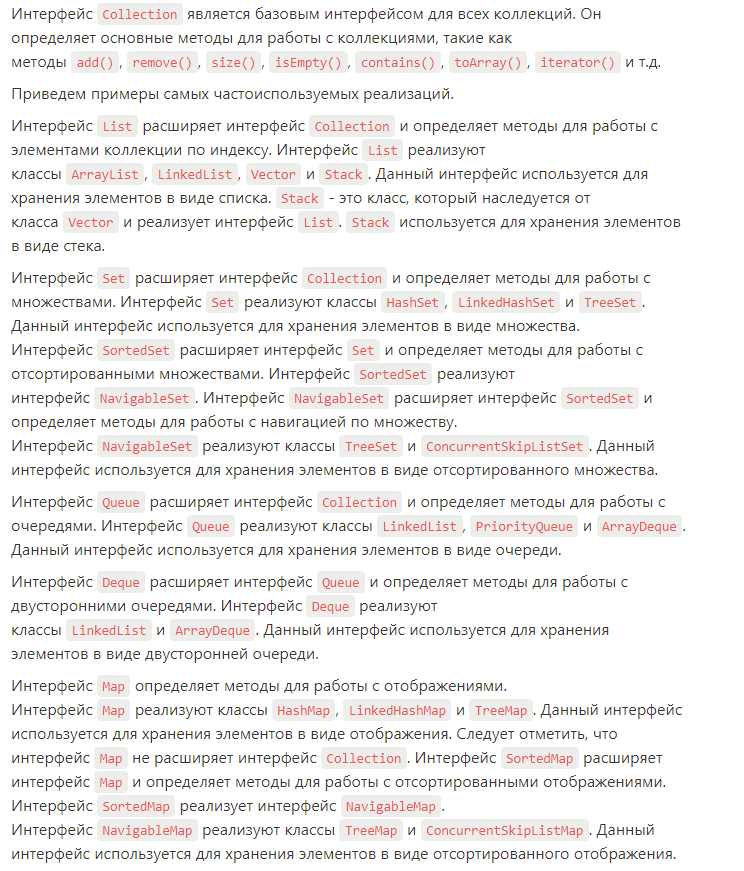 Интерфейс Collection является базовым интерфейсом для всех коллекций. Он
определяет основные методы для работы с коллекциями, такие как
методы add(), remove(), size(), isEmpty(), contains(), toArray(), iterator() и т.д.
Приведем примеры самых частоиспользуемых реализаций.
Интерфейс List расширяет интерфейс Collection и определяет методы для работы с
элементами коллекции по индексу. Интерфейс List реализуют
классы ArrayList, LinkedList, Vector и Stack. Данный интерфейс используется для
хранения элементов в виде списка. Stack - это класс, который наследуется от
класса Vector и реализует интерфейс List. Stack используется для хранения элементов
в виде стека.
Интерфейс Set расширяет интерфейс Collection и определяет методы для работы с
множествами. Интерфейс Set реализуют классы HashSet, LinkedHashSet и TreeSet.
Данный интерфейс используется для хранения элементов в виде множества.
Интерфейс SortedSet расширяет интерфейс Set и определяет методы для работы с
отсортированными множествами. Интерфейс SortedSet реализуют
интерфейс NavigableSet. Интерфейс NavigableSet расширяет интерфейс SortedSet и
определяет методы для работы с навигацией по множеству.
Интерфейс NavigableSet реализуют классы TreeSet и ConcurrentSkipListSet. Данный
интерфейс используется для хранения элементов в виде отсортированного множества.
Интерфейс Queue расширяет интерфейс Collection и определяет методы для работы с
очередями. Интерфейс Queue реализуют классы LinkedList, PriorityQueue и ArrayDeque.
Данный интерфейс используется для хранения элементов в виде очереди.
Интерфейс Deque расширяет интерфейс Queue и определяет методы для работы с
двусторонними очередями. Интерфейс Deque реализуют
классы LinkedList и ArrayDeque. Данный интерфейс используется для хранения
элементов в виде двусторонней очереди.
Интерфейс Map определяет методы для работы с отображениями.
Интерфейс Map реализуют классы HashMap, LinkedHashMap и TreeMap. Данный интерфейс
используется для хранения элементов в виде отображения. Следует отметить, что
интерфейс Map не расширяет интерфейс Collection. Интерфейс SortedMap расширяет
интерфейс Map и определяет методы для работы с отсортированными отображениями.
Интерфейс SortedMap реализует интерфейс NavigableMap.
Интерфейс NavigableMap реализуют классы TreeMap и ConcurrentSkipListMap. Данный
интерфейс используется для хранения элементов в виде отсортированного отображения.